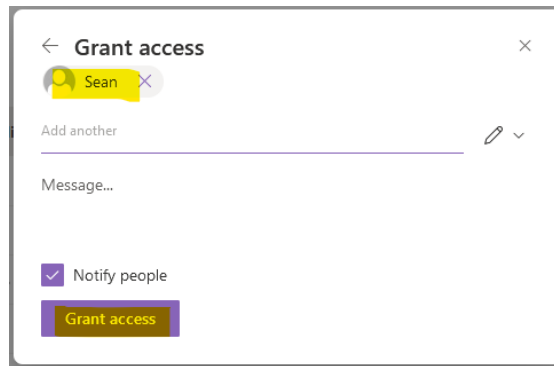 Grant access
Sean
Add another
Message...
Notify people
Grant access